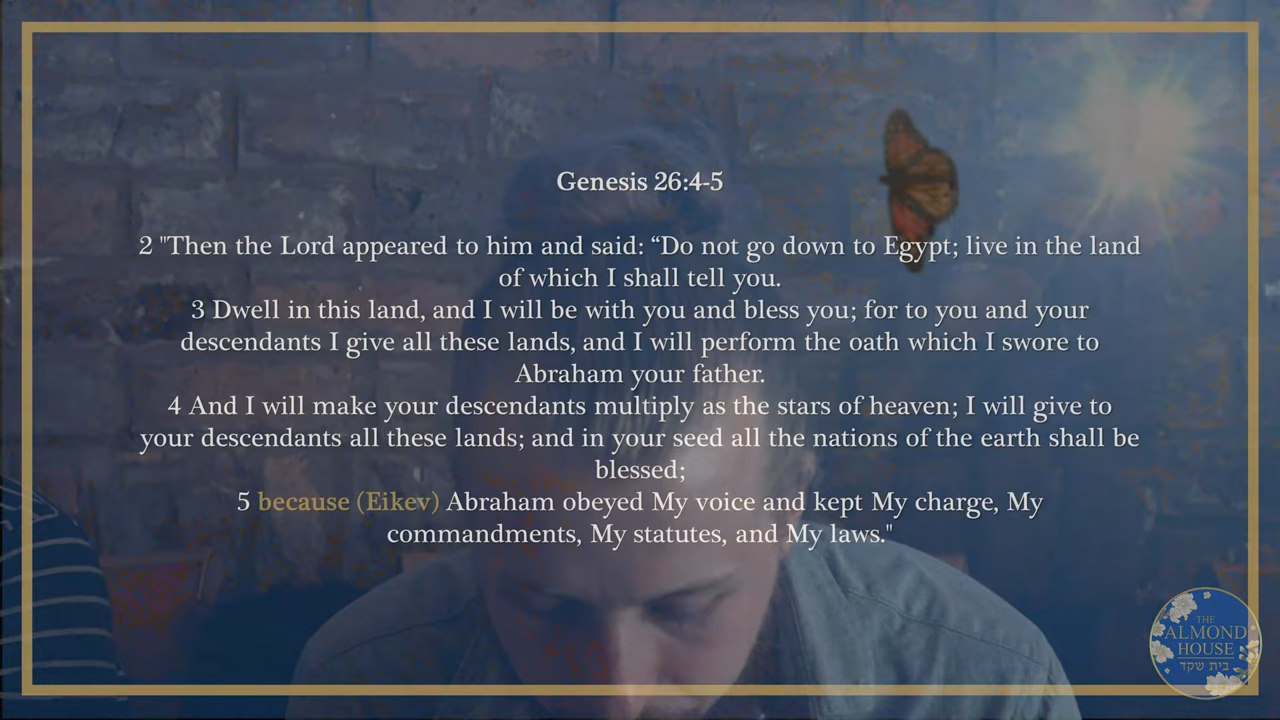 Genesis 26:4-5
2 "Then the Lord appeared to him and said: “Do not go down to Egypt; live in the land
of which I shall tell you.
3 Dwell in this land, and I will be with you and bless you; for to you and your
descendants I give all these lands, and I will perform the oath which I swore to
Abraham your father.
4 And I will make your descendants multiply as the stars of heaven; I will give to
your descendants all these lands; and in your seed all the nations of the earth shall be
blessed;
5 because (Eikev) Abraham obeyed My voice and kept My charge, My
commandments, My statutes, and My laws."
THE
ALMOND
HOUSE
בית שקד